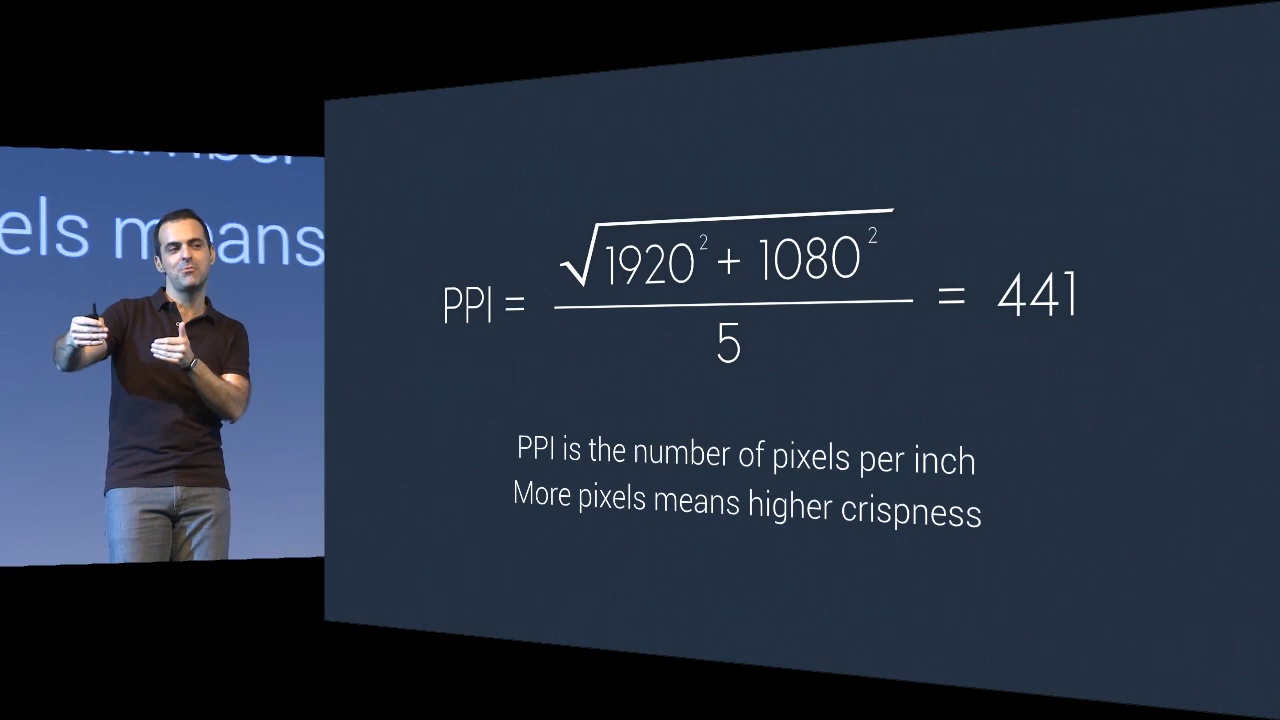 number
els means
PPI = √1920² + 1080² / 5 = 441
PPI is the number of pixels per inch
More pixels means higher crispness